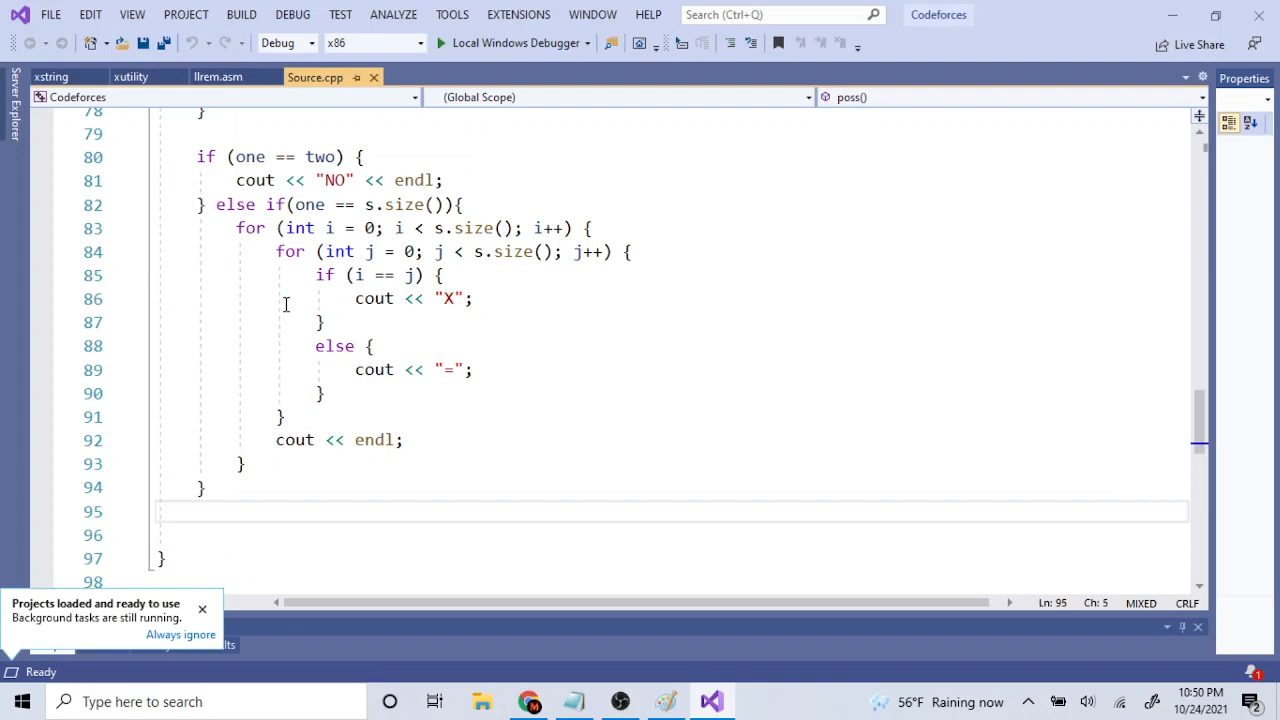 FILE EDIT VIEW PROJECT BUILD DEBUG TEST ANALYZE TOOLS EXTENSIONS WINDOW HELP Search (Ctrl+Q) Codeforces
Debug x86 Local Windows Debugger Live Share
Server Explorer
xstring xutility llrem.asm Source.cpp
Properties
Codeforces (Global Scope) poss()
78 }
79
80 if (one == two) {
81 cout << "NO" << endl;
82 } else if(one == s.size()){
83 for (int i = 0; i < s.size(); i++) {
84 for (int j = 0; j < s.size(); j++) {
85 if (i == j) {
86 cout << "X";
87 }
88 else {
89 cout << "=";
90 }
91 }
92 cout << endl;
93 }
94 }
95
96
97 }
98
Ln: 95 Ch: 5 MIXED CRLF
Projects loaded and ready to use
Background tasks are still running.
Always ignore
Ready
1
Type here to search
56°F Raining now
10:50 PM
10/24/2021
2